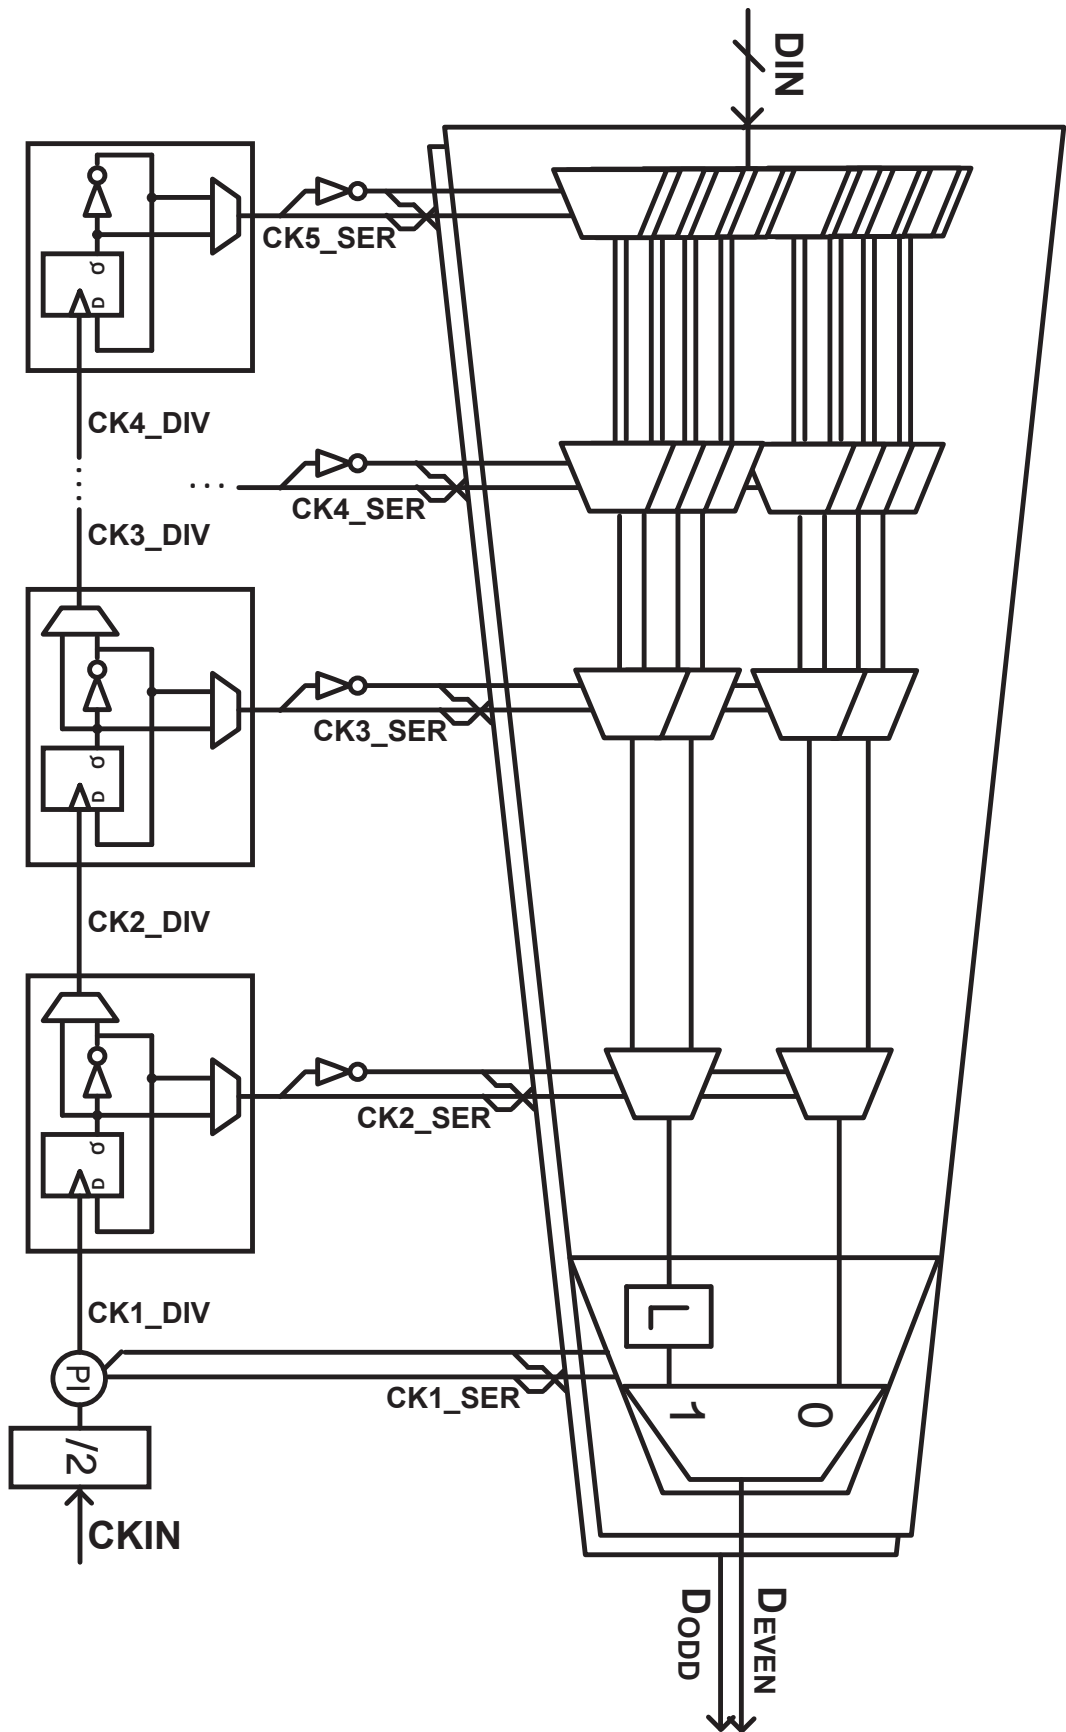 DIN
Q
D
CK5_SER
CK4_DIV
...
...
CK4_SER
CK3_DIV
Q
D
CK3_SER
CK2_DIV
Q
D
CK2_SER
CK1_DIV
L
PI
CK1_SER
1
0
/2
CKIN
DODD
DEVEN